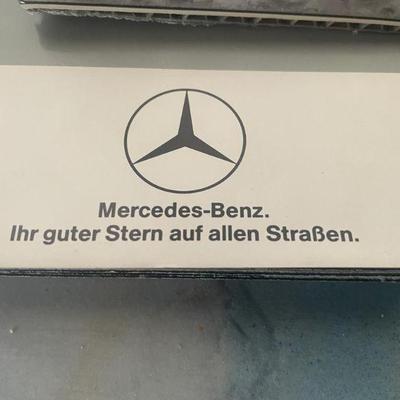 Mercedes-Benz.
Ihr guter Stern auf allen Straßen.